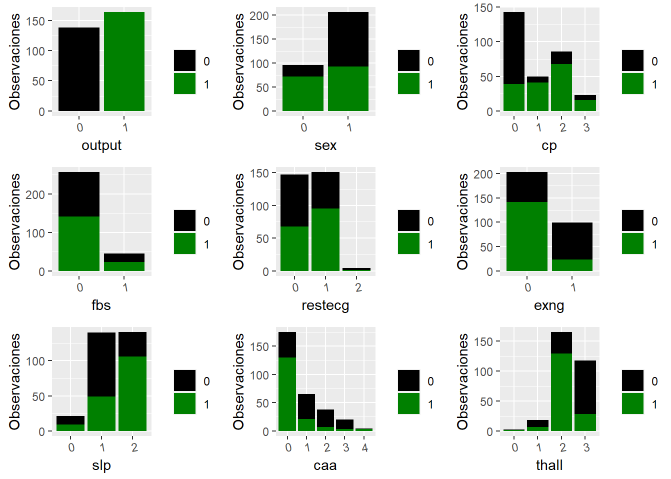 Observaciones
150
100
50
0
0 1
output
0
1
Observaciones
200
150
100
50
0
0 1
sex
0
1
Observaciones
150
100
50
0
0 1 2 3
cp
0
1
Observaciones
200
100
0
0 1
fbs
0
1
Observaciones
150
100
50
0
0 1 2
restecg
0
1
Observaciones
200
150
100
50
0
0 1
exng
0
1
Observaciones
100
50
0
0 1 2
slp
0
1
Observaciones
150
100
50
0
0 1 2 3 4
caa
0
1
Observaciones
150
100
50
0
0 1 2 3
thall
0
1